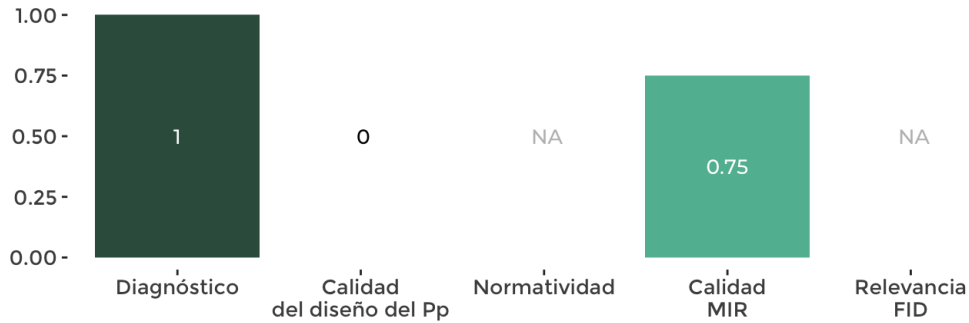 1.00
0.75
0.50
0.25
0.00
1
0
NA
0.75
NA
Diagnóstico
Calidad
del diseño del Pp
Normatividad
Calidad
MIR
Relevancia
FID